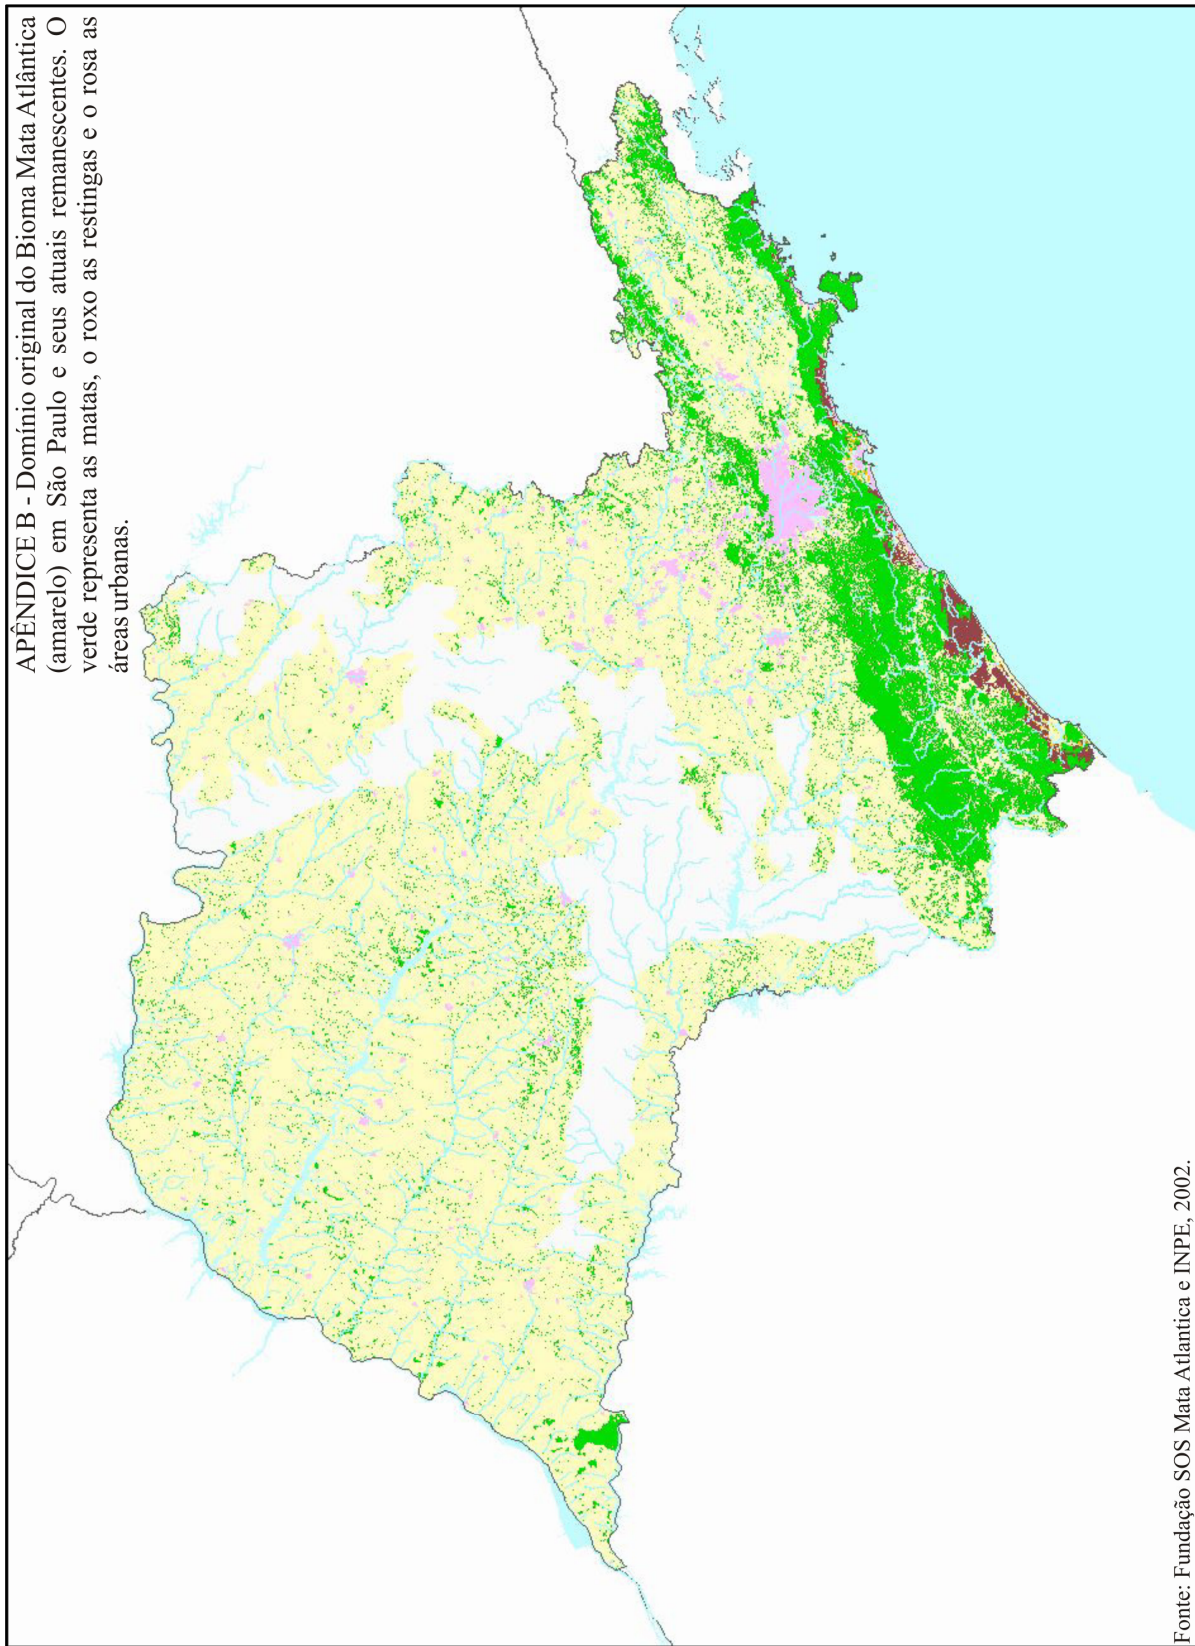 APÊNDICE B - Domínio original do Bioma Mata Atlântica
(amarelo) em São Paulo e seus atuais remanescentes. O
verde representa as matas, o roxo as restingas e o rosa as
áreas urbanas.
Fonte: Fundação SOS Mata Atlantica e INPE, 2002.